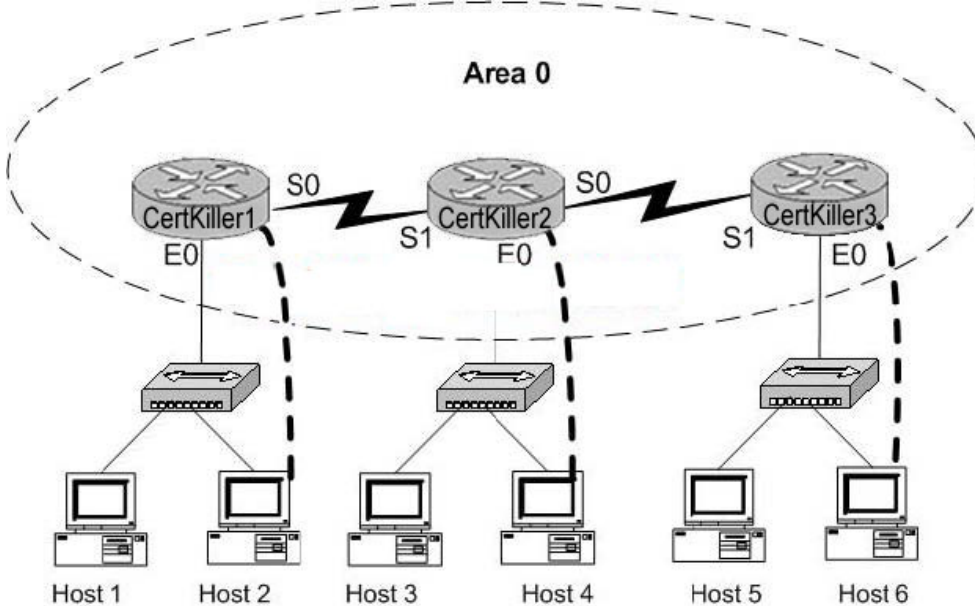 Area 0
S0
S0
CertKiller1
CertKiller2
CertKiller3
S1
S1
E0
E0
E0
Host 1
Host 2
Host 3
Host 4
Host 5
Host 6